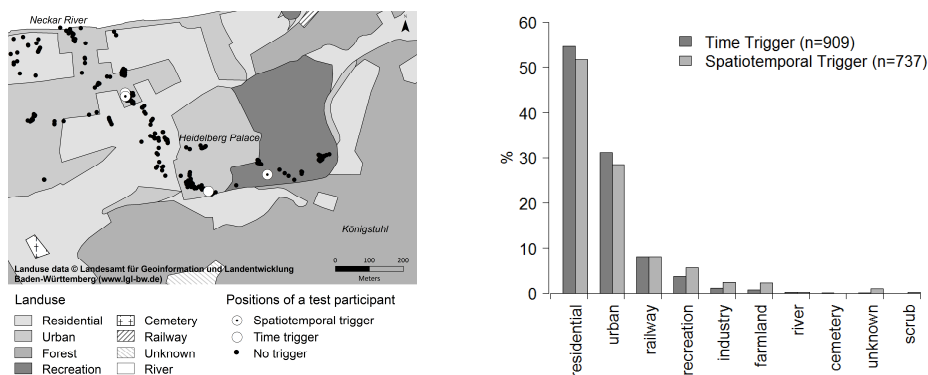 Neckar River
N
Heidelberg Palace
Königstuhl
Landuse data © Landesamt für Geoinformation und Landentwicklung
Baden-Württemberg (www.lgl-bw.de)
0 100 200
Meters
Landuse
Residential
Urban
Forest
Recreation
Cemetery
Railway
Unknown
River
Positions of a test participant
Spatiotemporal trigger
Time trigger
No trigger
60
50
40
30
20
10
0
%
Time Trigger (n=909)
Spatiotemporal Trigger (n=737)
residential
urban
railway
recreation
industry
farmland
river
cemetery
unknown
scrub